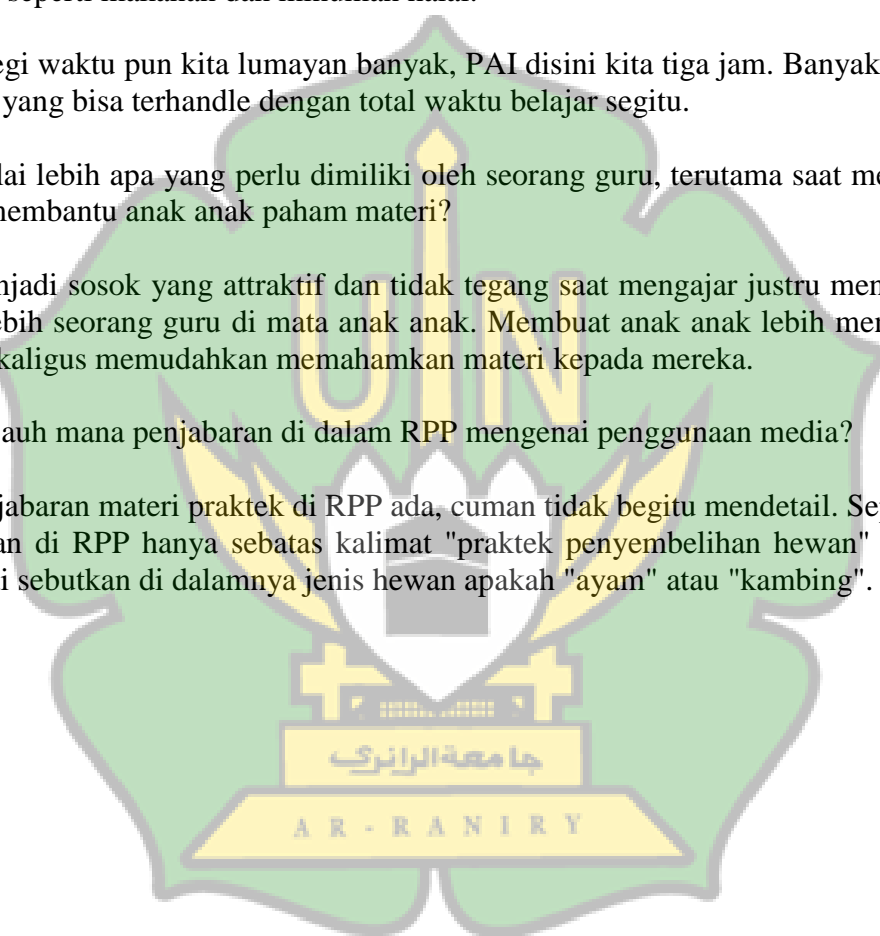 seperti makanan dan minuman halal.
egi waktu pun kita lumayan banyak, PAI disini kita tiga jam. Banyak
yang bisa terhandle dengan total waktu belajar segitu.
lai lebih apa yang perlu dimiliki oleh seorang guru, terutama saat me
membantu anak anak paham materi?
njadi sosok yang attraktif dan tidak tegang saat mengajar justru men
ebih seorang guru di mata anak anak. Membuat anak anak lebih men
kaligus memudahkan memahamkan materi kepada mereka.
auh mana penjabaran di dalam RPP mengenai penggunaan media?
jabaran materi praktek di RPP ada, cuman tidak begitu mendetail. Sep
an di RPP hanya sebatas kalimat "praktek penyembelihan hewan"
i sebutkan di dalamnya jenis hewan apakah "ayam" atau "kambing".
UIN
جامعة الرانري
AR-RANIRY